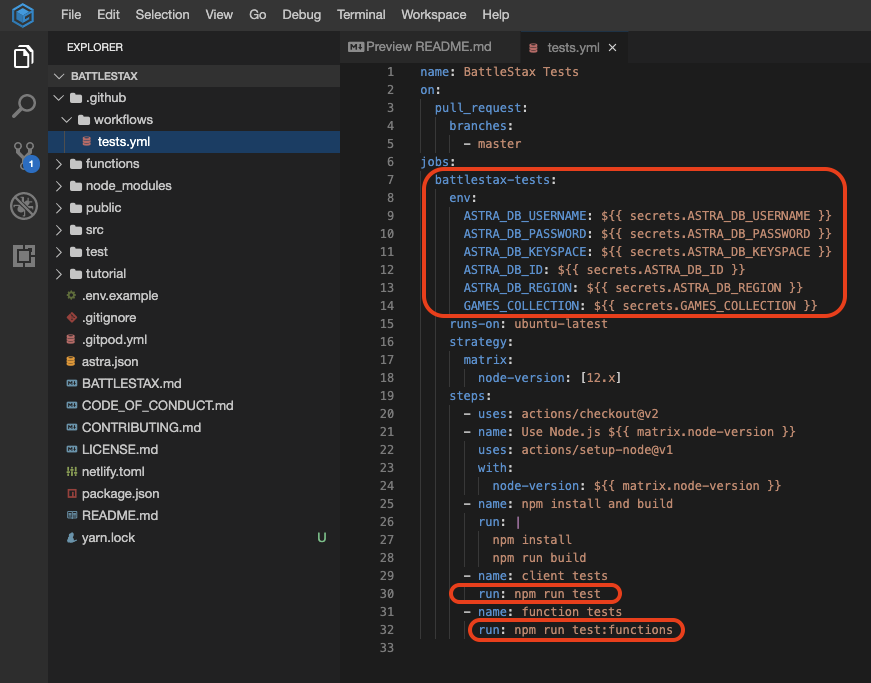 File Edit Selection View Go Debug Terminal Workspace Help
EXPLORER
BATTLESTAX
.github
workflows
tests.yml
functions
node_modules
public
src
test
tutorial
.env.example
.gitignore
.gitpod.yml
astra.json
BATTLESTAX.md
CODE_OF_CONDUCT.md
CONTRIBUTING.md
LICENSE.md
netlify.toml
package.json
README.md
yarn.lock U
1
Preview README.md tests.yml ×
1 name: BattleStax Tests
2 on:
3 pull_request:
4 branches:
5 - master
6 jobs:
7 battlestax-tests:
8 env:
9 ASTRA_DB_USERNAME: ${{ secrets.ASTRA_DB_USERNAME }}
10 ASTRA_DB_PASSWORD: ${{ secrets.ASTRA_DB_PASSWORD }}
11 ASTRA_DB_KEYSPACE: ${{ secrets.ASTRA_DB_KEYSPACE }}
12 ASTRA_DB_ID: ${{ secrets.ASTRA_DB_ID }}
13 ASTRA_DB_REGION: ${{ secrets.ASTRA_DB_REGION }}
14 GAMES_COLLECTION: ${{ secrets.GAMES_COLLECTION }}
15 runs-on: ubuntu-latest
16 strategy:
17 matrix:
18 node-version: [12.x]
19 steps:
20 - uses: actions/checkout@v2
21 - name: Use Node.js ${{ matrix.node-version }}
22 uses: actions/setup-node@v1
23 with:
24 node-version: ${{ matrix.node-version }}
25 - name: npm install and build
26 run: |
27 npm install
28 npm run build
29 - name: client tests
30 run: npm run test
31 - name: function tests
32 run: npm run test:functions
33